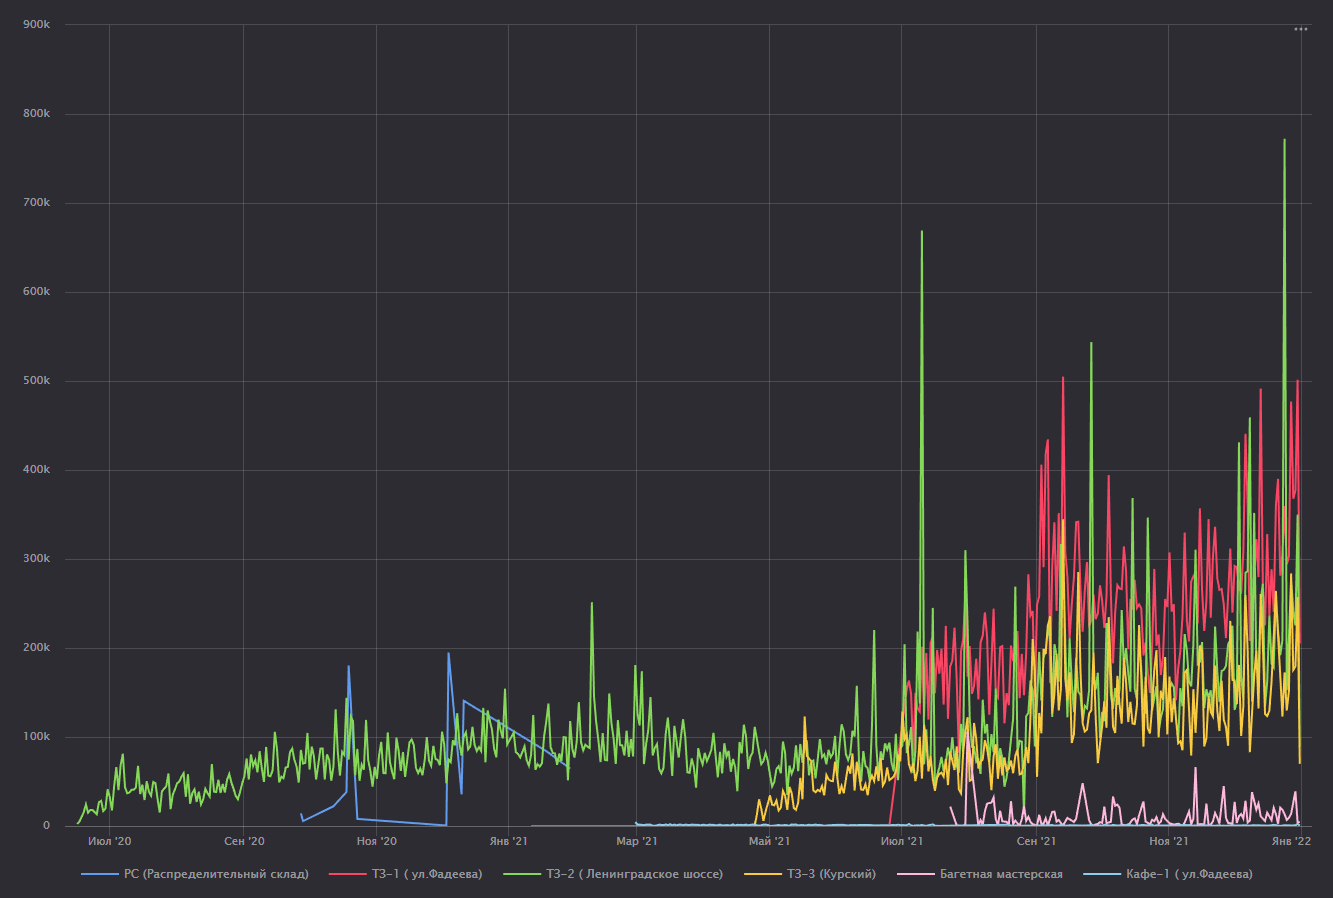 900k
800k
700k
600k
500k
400k
300k
200k
100k
0
Июл '20 Сен '20 Ноя '20 Янв '21 Мар '21 Май '21 Июл '21 Сен '21 Ноя '21 Янв '22
РС (Распределительный склад) ТЗ-1 ( ул.Фадеева) ТЗ-2 ( Ленинградское шоссе) ТЗ-3 (Курский) Багетная мастерская Кафе-1 ( ул.Фадеева)